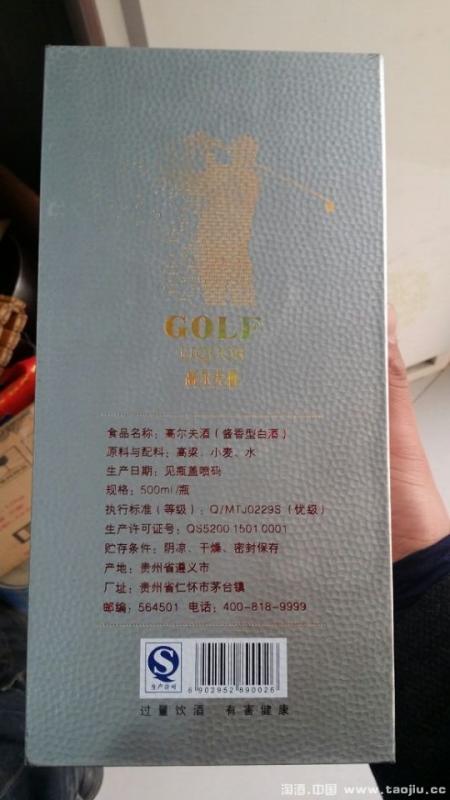 GOLF
LIQUOR
高尔夫酒
食品名称：高尔夫酒（酱香型白酒）
原料与配料：高粱、小麦、水
生产日期：见瓶盖喷码
规格：500ml/瓶
执行标准（等级）：Q/MTJ0229S（优级）
生产许可证号：QS5200 1501 0001
贮存条件：阴凉、干燥、密封保存
产地：贵州省遵义市
厂址：贵州省仁怀市茅台镇
邮编：564501 电话：400-818-9999
QS
生产许可
6902952890026
过量饮酒 有害健康
淘酒.中国 www.taojiu.cc